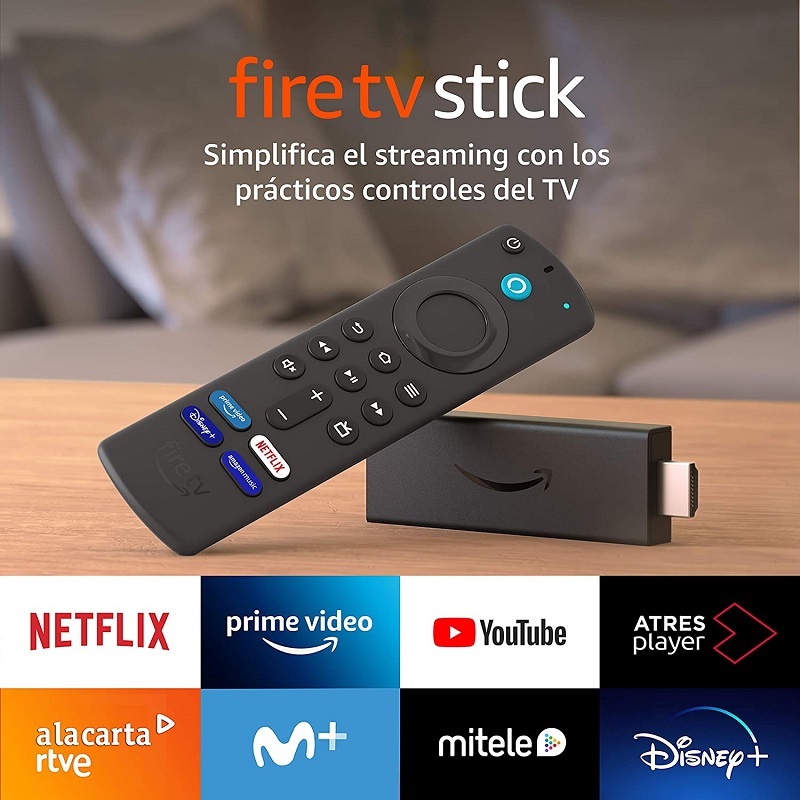 fire tv stick
Simplifica el streaming con los
prácticos controles del TV
prime video
Disney+
NETFLIX
amazon music
fire tv
NETFLIX
prime video
YouTube
ATRES
player
alacarta
rtve
M+
mitele
Disney+